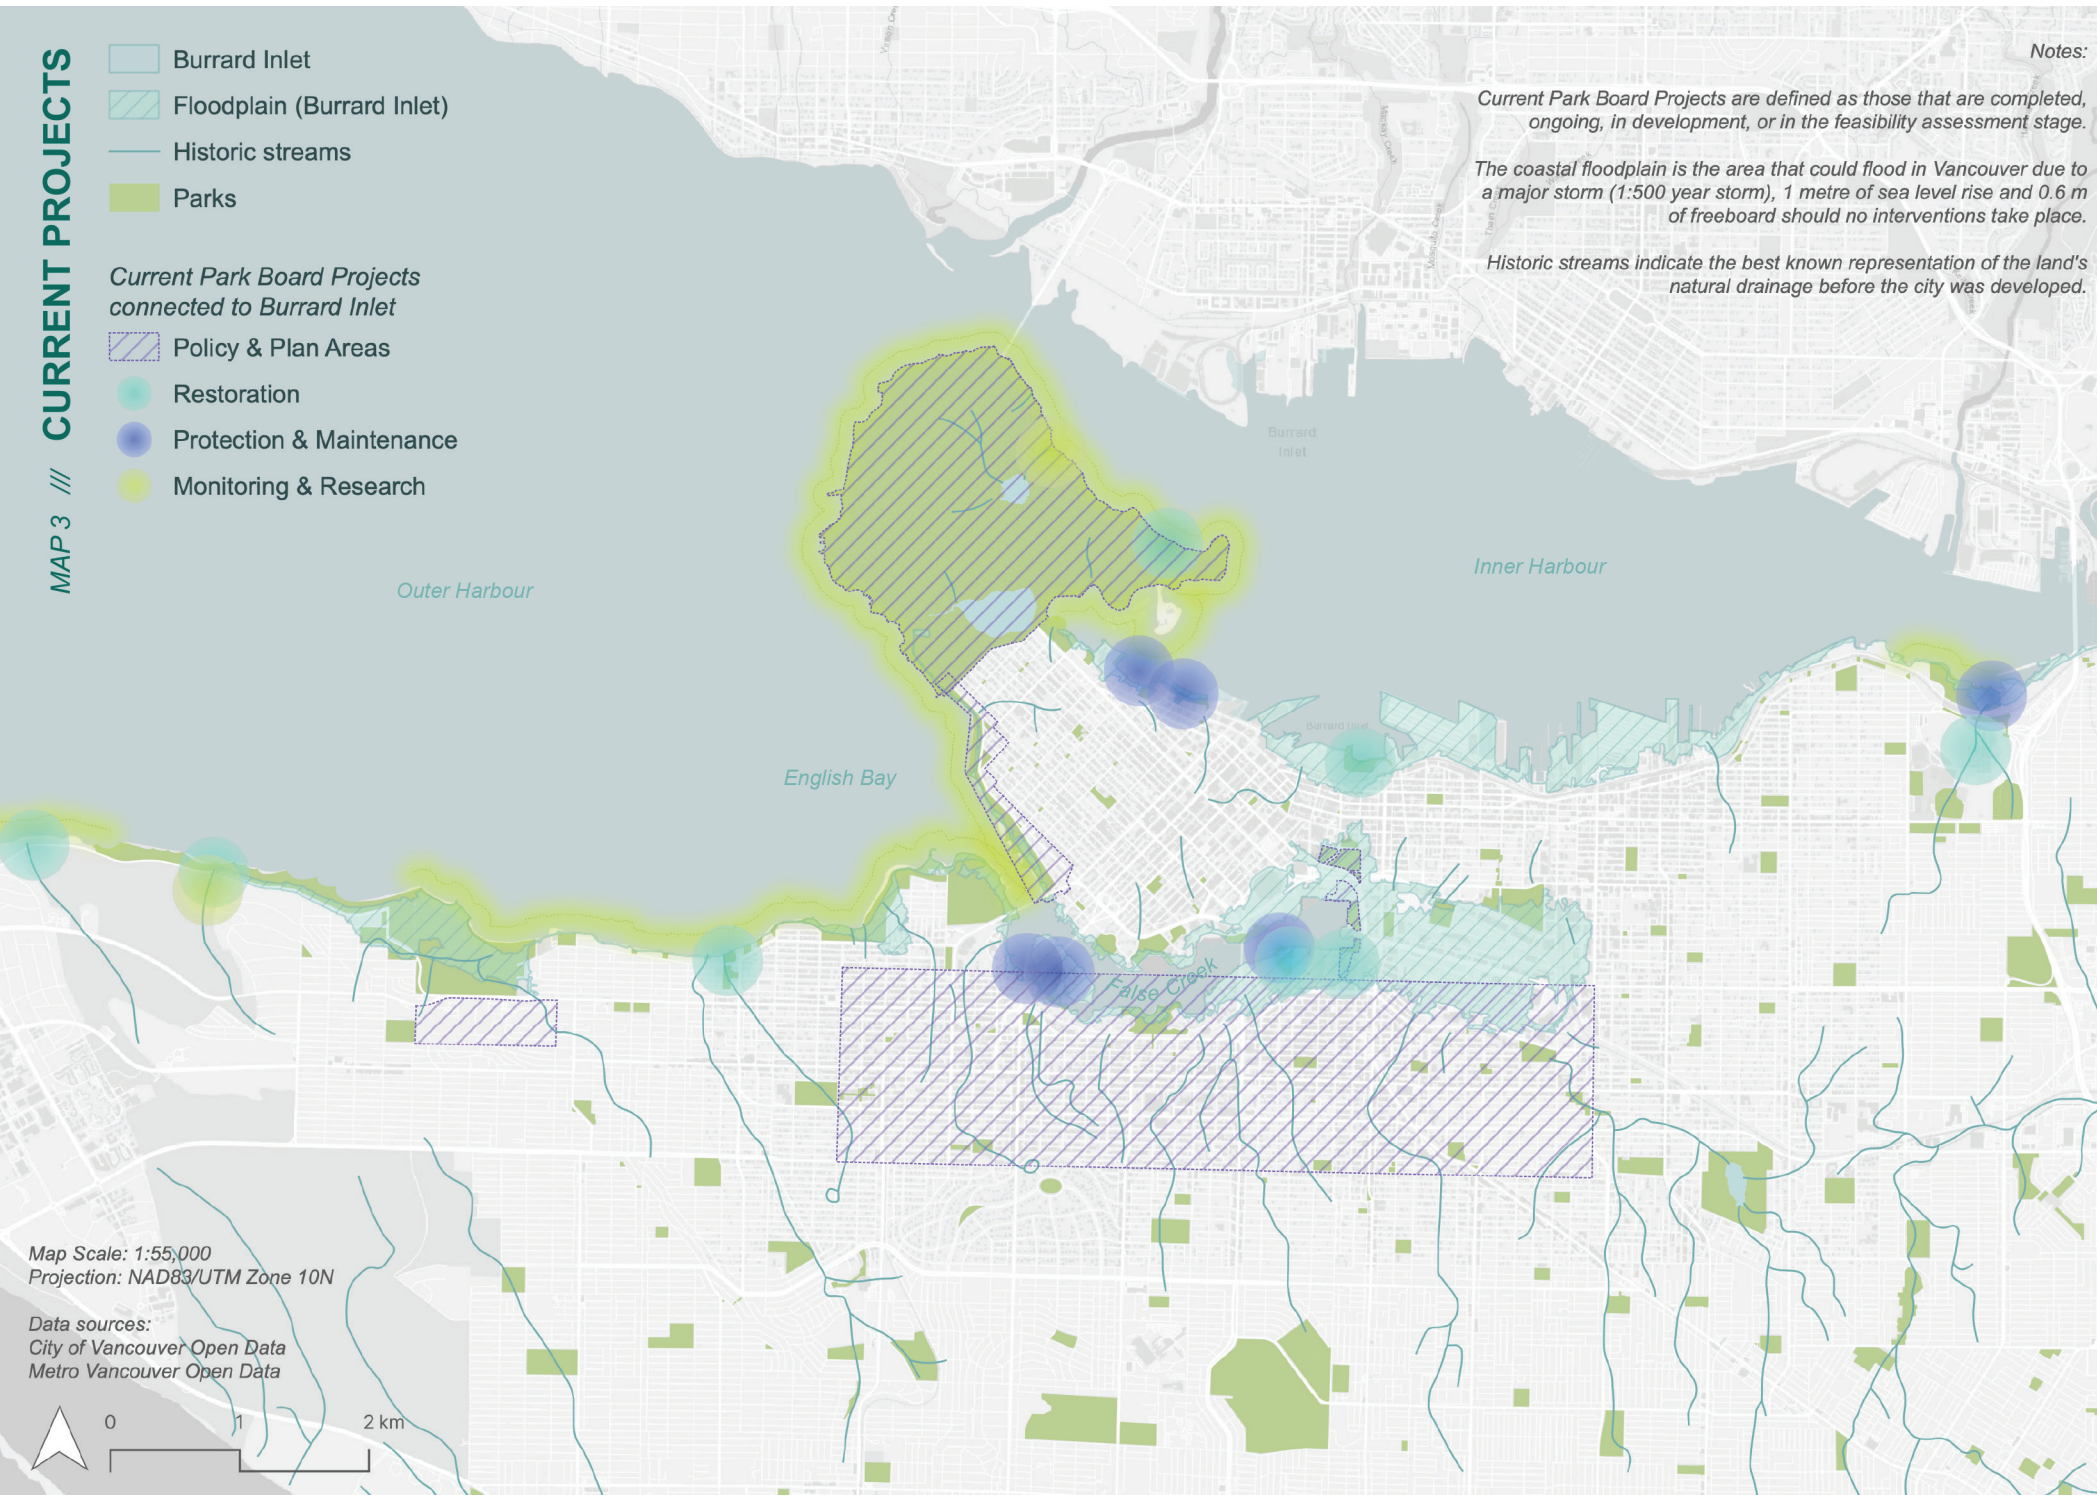 MAP 3 /// CURRENT PROJECTS
Burrard Inlet
Floodplain (Burrard Inlet)
Historic streams
Parks
Current Park Board Projects
connected to Burrard Inlet
Policy & Plan Areas
Restoration
Protection & Maintenance
Monitoring & Research
Notes:
Current Park Board Projects are defined as those that are completed,
ongoing, in development, or in the feasibility assessment stage.
The coastal floodplain is the area that could flood in Vancouver due to
a major storm (1:500 year storm), 1 metre of sea level rise and 0.6 m
of freeboard should no interventions take place.
Historic streams indicate the best known representation of the land's
natural drainage before the city was developed.
Mackay Creek
Mosquito Creek
Burrard
Inlet
Outer Harbour
Inner Harbour
Burrard Inlet
English Bay
False Creek
Map Scale: 1:55,000
Projection: NAD83/UTM Zone 10N
Data sources:
City of Vancouver Open Data
Metro Vancouver Open Data
0 1 2 km